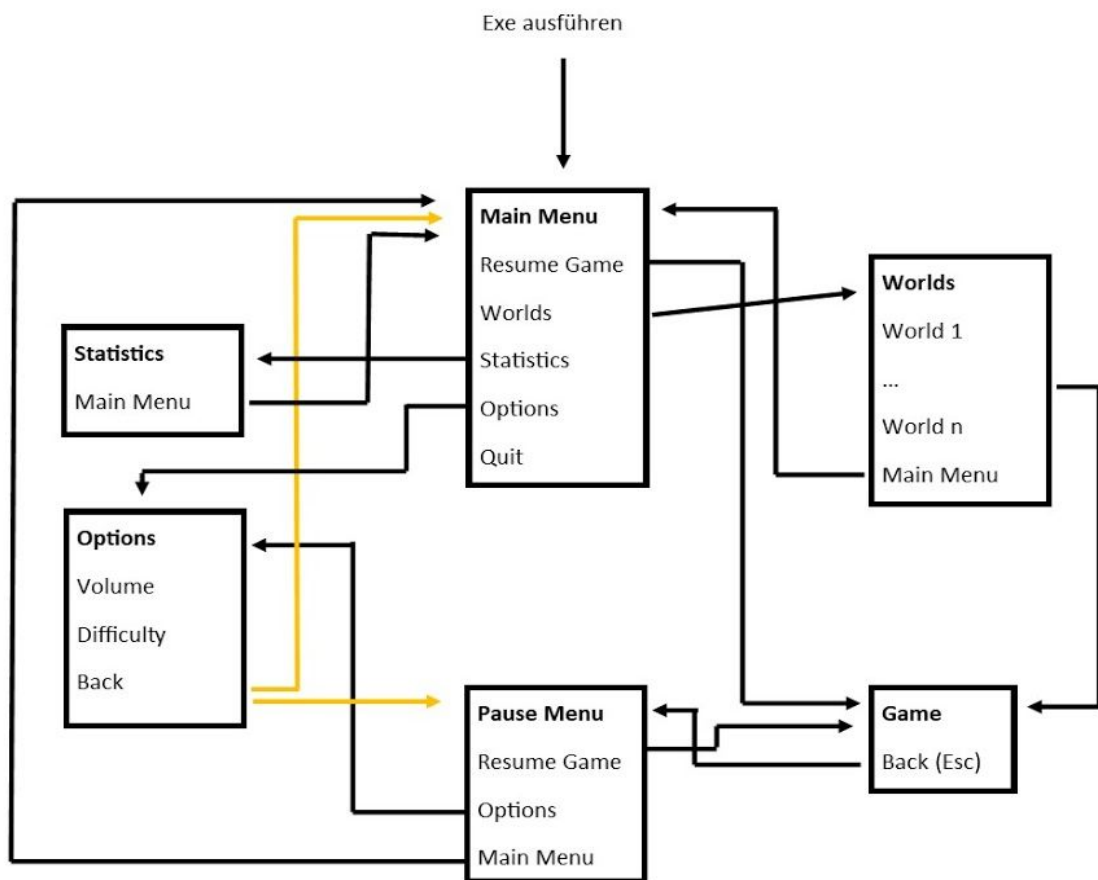 Exe ausführen
Main Menu
Resume Game
Worlds
Statistics
Options
Quit
Worlds
World 1
...
World n
Main Menu
Statistics
Main Menu
Options
Volume
Difficulty
Back
Pause Menu
Resume Game
Options
Main Menu
Game
Back (Esc)